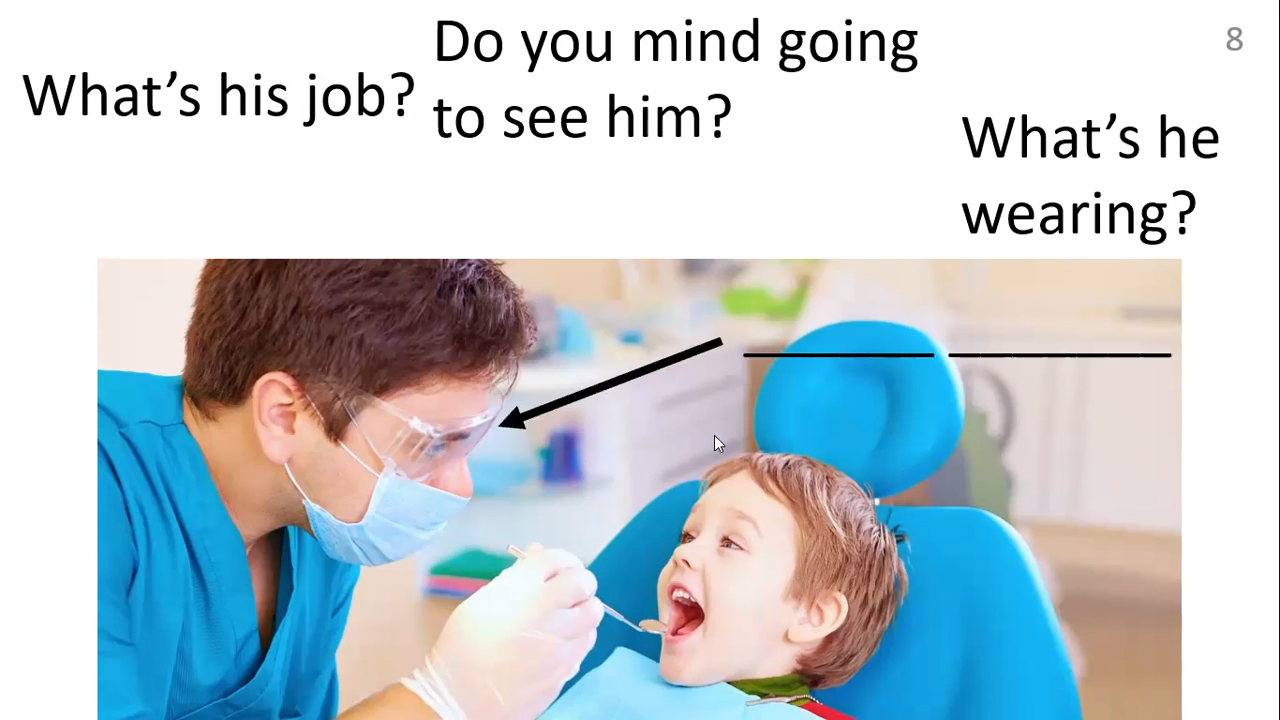 What’s his job?
Do you mind going
to see him?
What’s he
wearing?
8